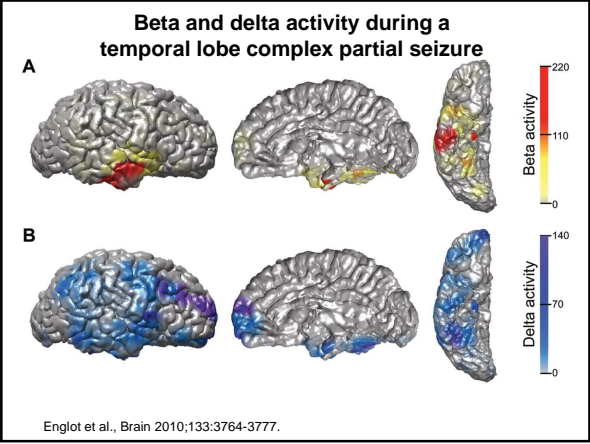 Beta and delta activity during a
temporal lobe complex partial seizure
A
220
110
0
Beta activity
B
140
70
0
Delta activity
Englot et al., Brain 2010;133:3764-3777.